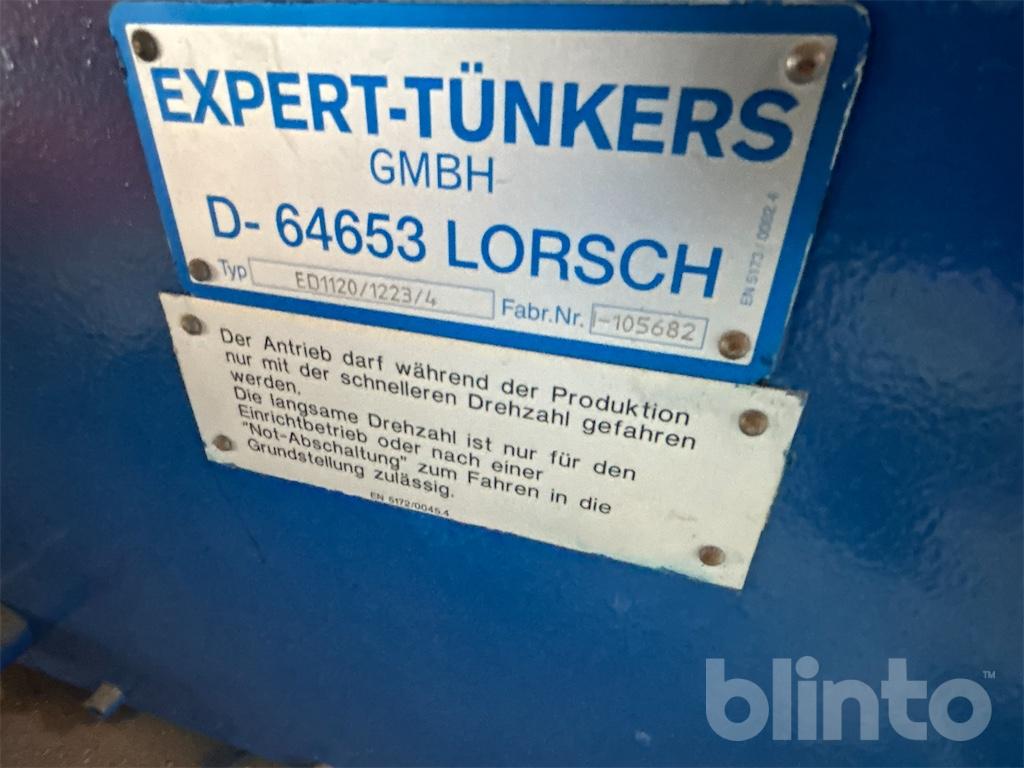 EXPERT-TÜNKERS
GMBH
D- 64653 LORSCH
Typ ED1120/1223/4 Fabr.Nr. I-105682
EN 5173/0092.4
Der Antrieb darf während der Produktion
nur mit der schnelleren Drehzahl gefahren
werden.
Die langsame Drehzahl ist nur für den
Einrichtbetrieb oder nach einer
"Not-Abschaltung" zum Fahren in die
Grundstellung zulässig.
EN 5172/0045.4
blinto™